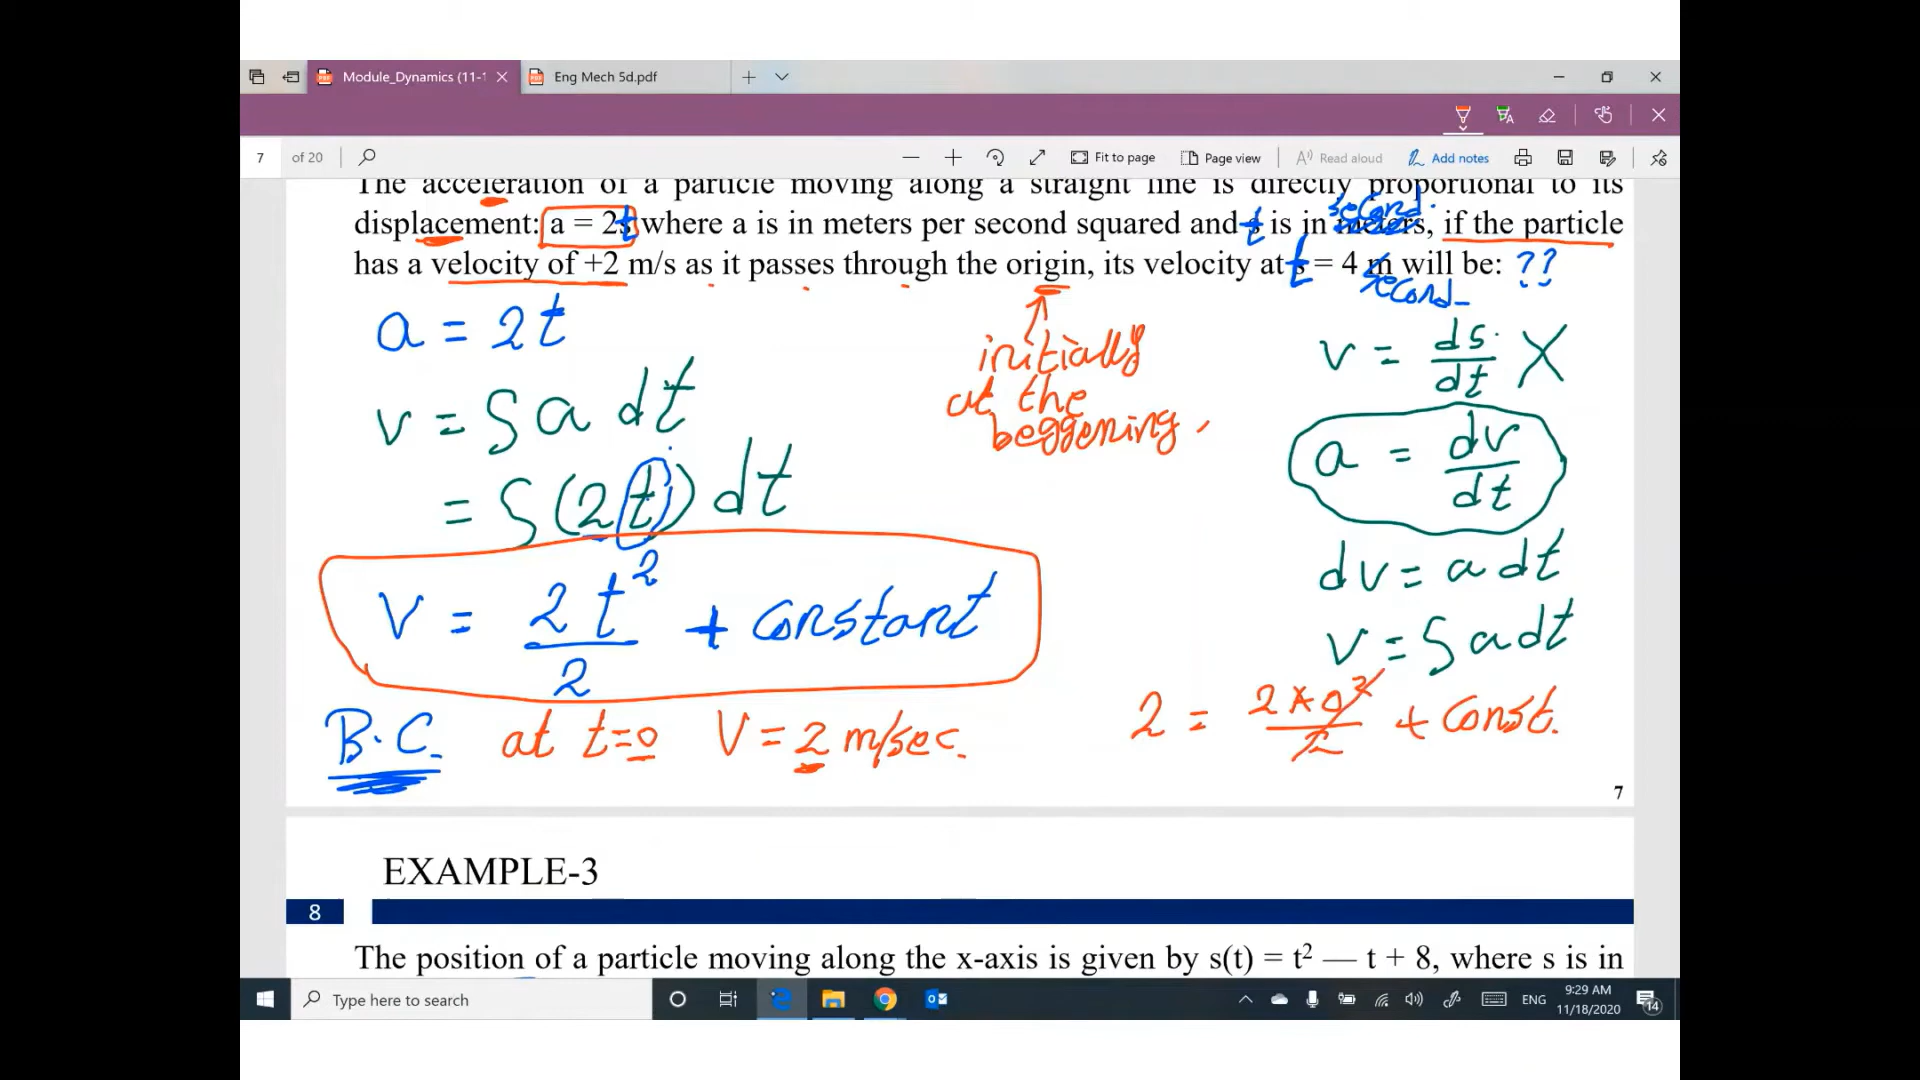 Module_Dynamics (11-1
Eng Mech 5d.pdf
7 of 20
Fit to page
Page view
Read aloud
Add notes
The acceleration of a particle moving along a straight line is directly proportional to its
second.
displacement: a = 2t where a is in meters per second squared and t is in meters, if the particle
has a velocity of +2 m/s as it passes through the origin, its velocity at t = 4 m will be: ??
second
a = 2t
initially
at the
beggening,
v = ds/dt X
v = ∫ a dt
a = dv/dt
= ∫ (2t) dt
dv = a dt
v = 2t²/2 + constant
v = ∫ a dt
B.C. at t=0 V = 2 m/sec.
2 = 2*0²/2 + const.
7
EXAMPLE-3
8
The position of a particle moving along the x-axis is given by s(t) = t² — t + 8, where s is in
Type here to search
ENG
9:29 AM
11/18/2020
14